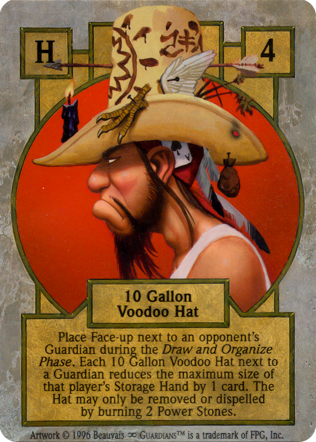 H 4
10 Gallon
Voodoo Hat
Place Face-up next to an opponent's
Guardian during the Draw and Organize
Phase. Each 10 Gallon Voodoo Hat next to
a Guardian reduces the maximum size of
that player's Storage Hand by 1 card. The
Hat may only be removed or dispelled
by burning 2 Power Stones.
Artwork © 1996 Beauvais ∞ GUARDIANS™ is a trademark of FPG, Inc.